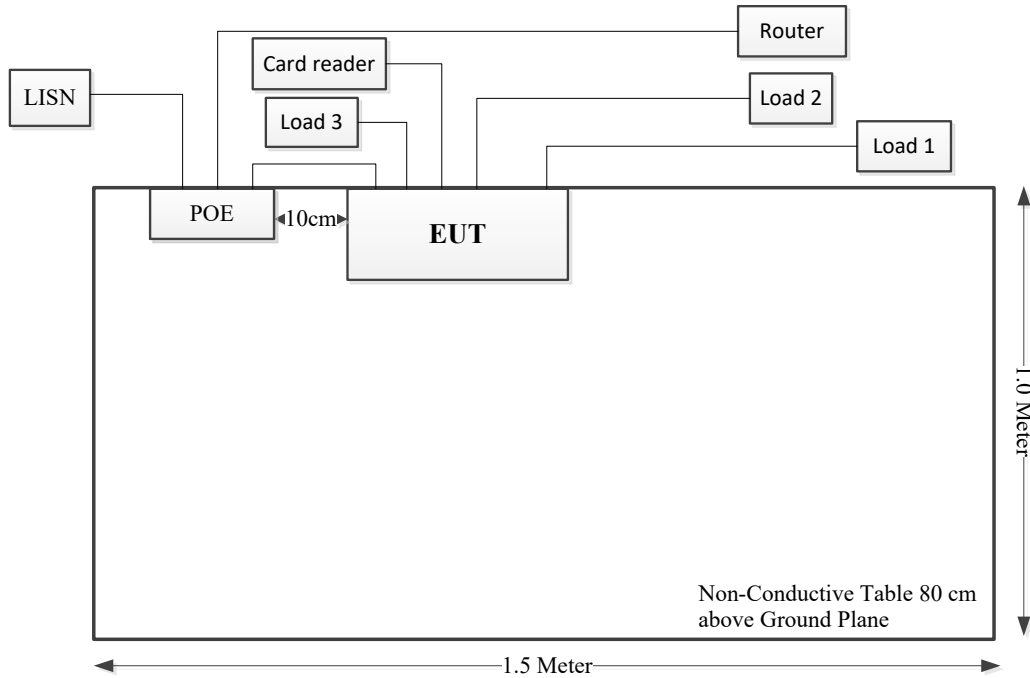 Router
Card reader
LISN
Load 2
Load 3
Load 1
POE
10cm
EUT
1.0 Meter
Non-Conductive Table 80 cm
above Ground Plane
1.5 Meter